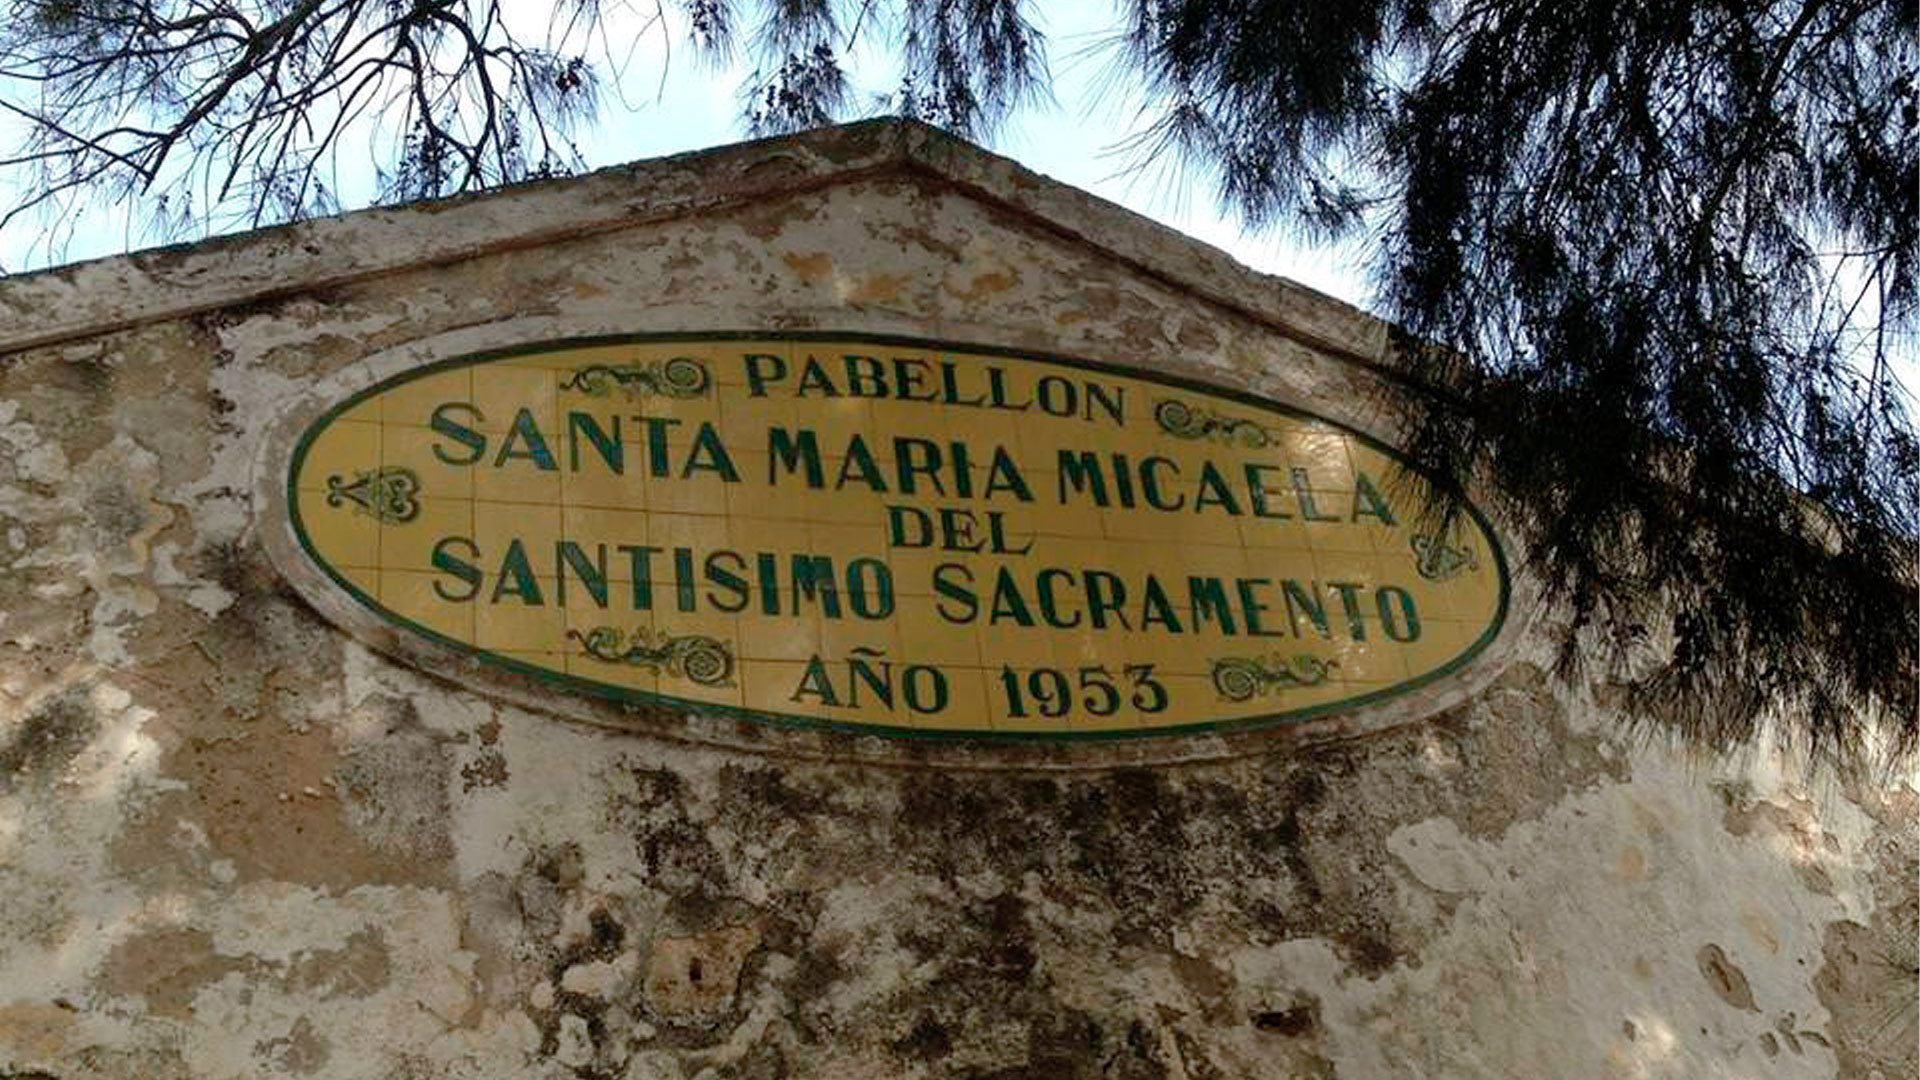 PABELLON
SANTA MARIA MICAELA
DEL
SANTISIMO SACRAMENTO
AÑO 1953